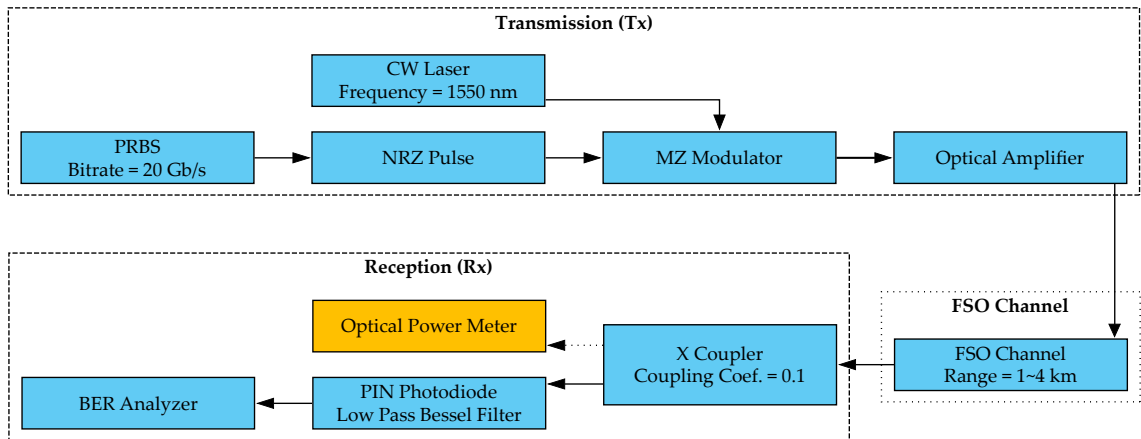 Transmission (Tx)
CW Laser
Frequency = 1550 nm
PRBS
Bitrate = 20 Gb/s
NRZ Pulse
MZ Modulator
Optical Amplifier
Reception (Rx)
FSO Channel
Optical Power Meter
X Coupler
Coupling Coef. = 0.1
FSO Channel
Range = 1~4 km
BER Analyzer
PIN Photodiode
Low Pass Bessel Filter